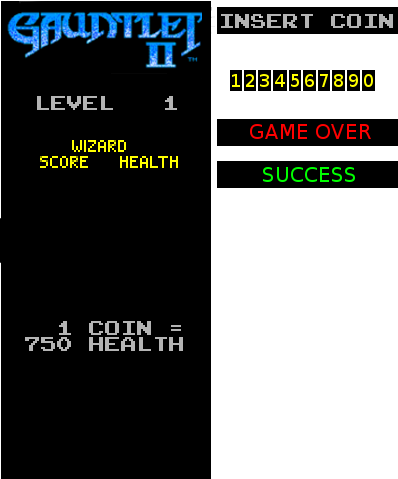 GAUNTLET
II
TM
LEVEL 1
WIZARD
SCORE HEALTH
1 COIN =
750 HEALTH
INSERT COIN
1234567890
GAME OVER
SUCCESS